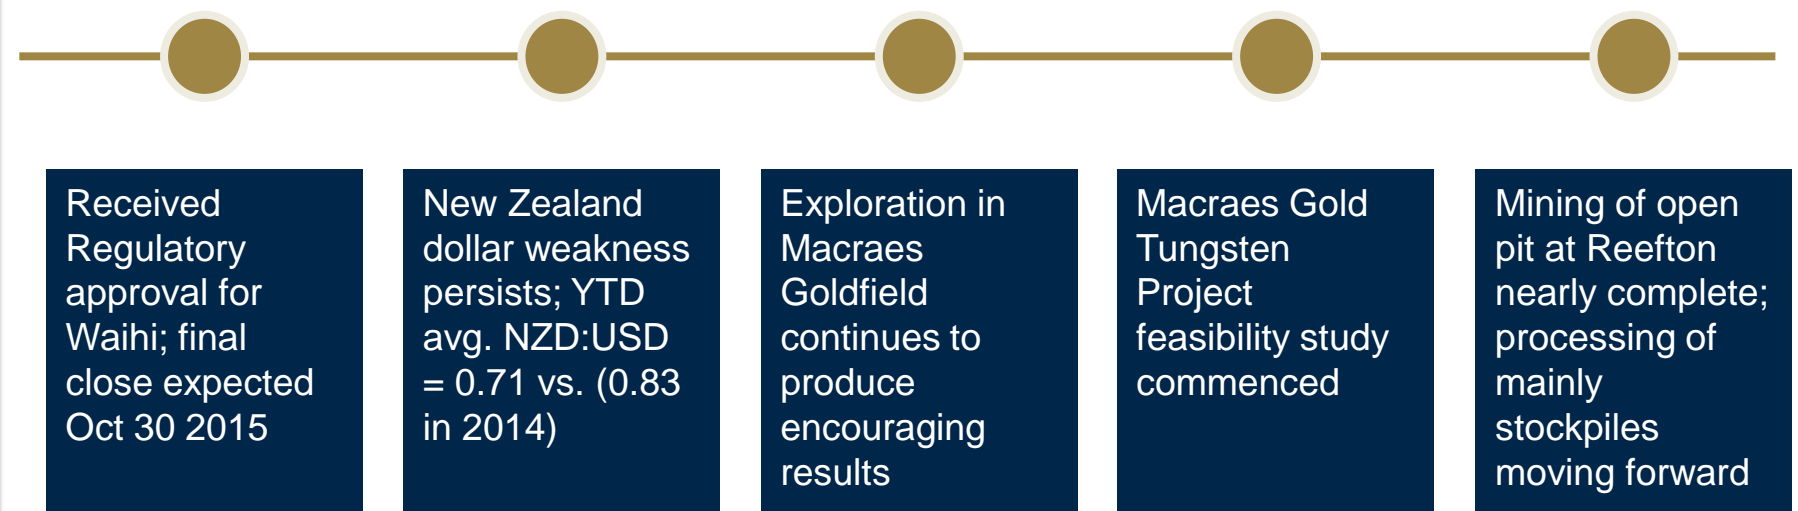 Received
Regulatory
approval for
Waihi; final
close expected
Oct 30 2015
New Zealand
dollar weakness
persists; YTD
avg. NZD:USD
= 0.71 vs. (0.83
in 2014)
Exploration in
Macraes
Goldfield
continues to
produce
encouraging
results
Macraes Gold
Tungsten
Project
feasibility study
commenced
Mining of open
pit at Reefton
nearly complete;
processing of
mainly
stockpiles
moving forward